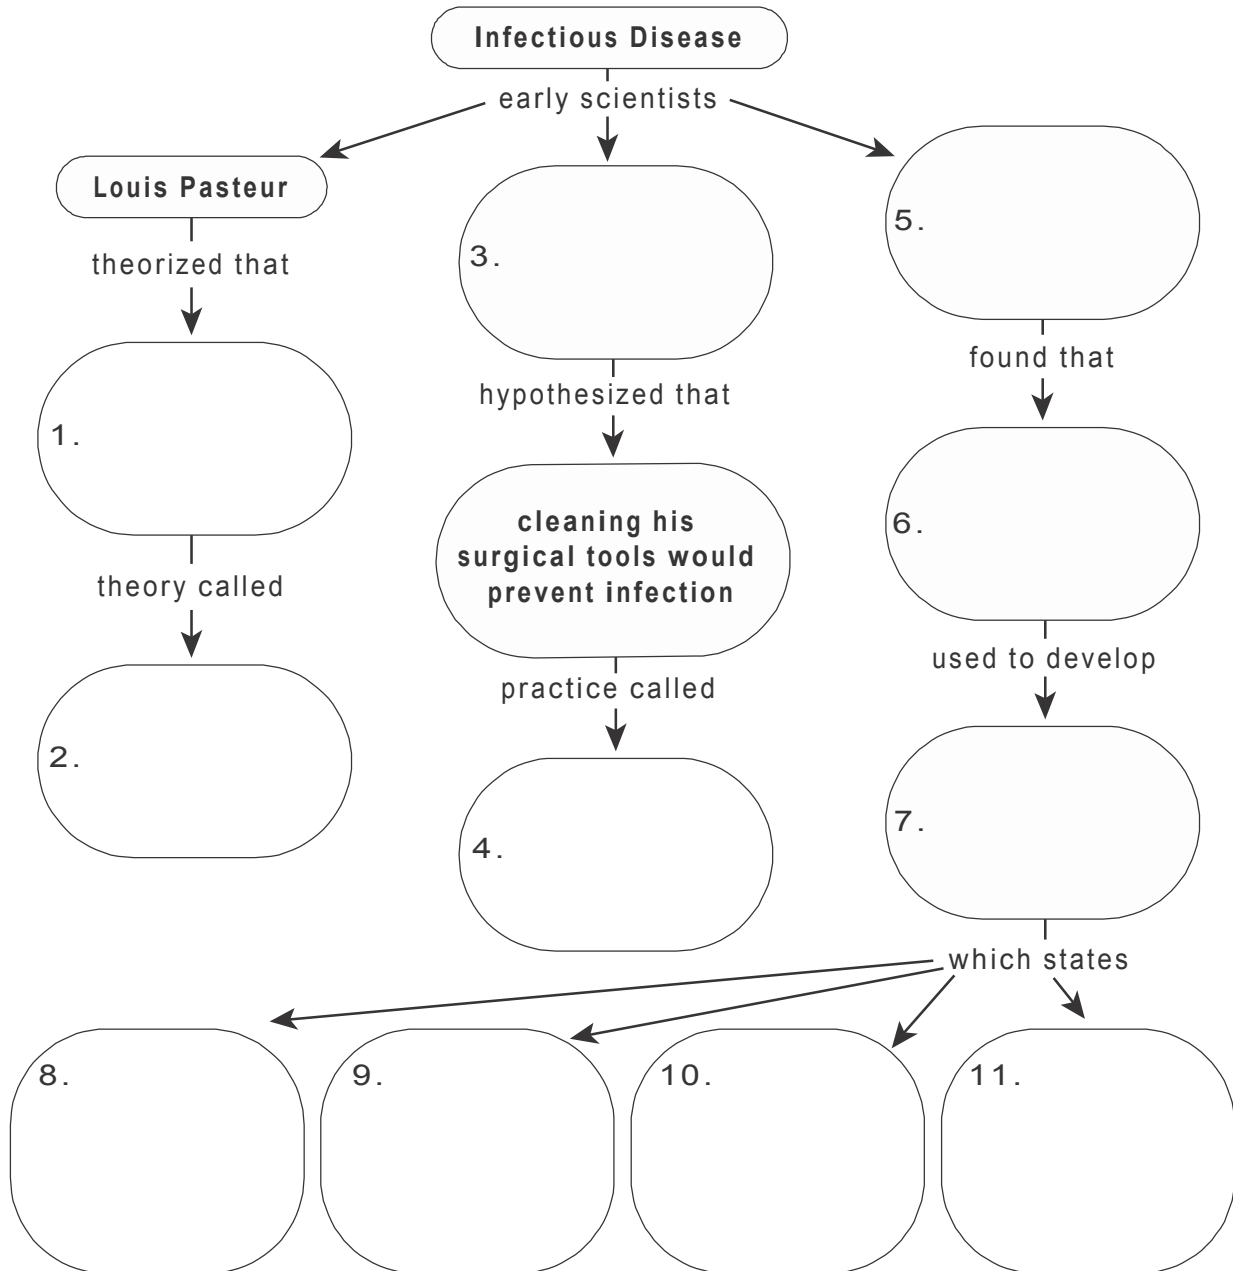 Infectious Disease
early scientists
Louis Pasteur
theorized that
1.
theory called
2.
3.
hypothesized that
cleaning his
surgical tools would
prevent infection
practice called
4.
5.
found that
6.
used to develop
7.
which states
8.
9.
10.
11.